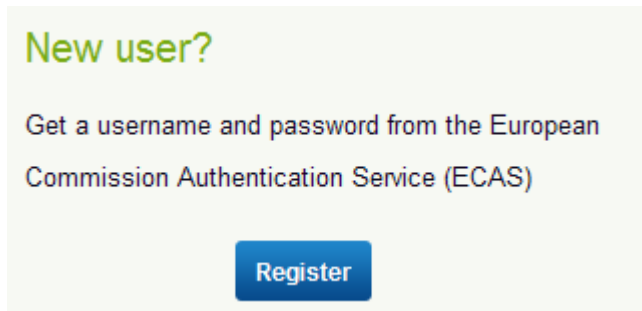 New user?
Get a username and password from the European
Commission Authentication Service (ECAS)
Register